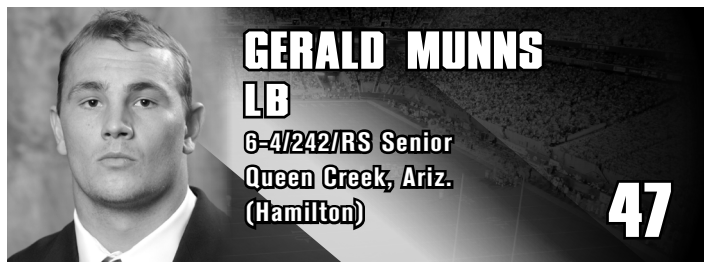 GERALD MUNNS
LB
6-4/242/RS Senior
Queen Creek, Ariz.
(Hamilton)
47